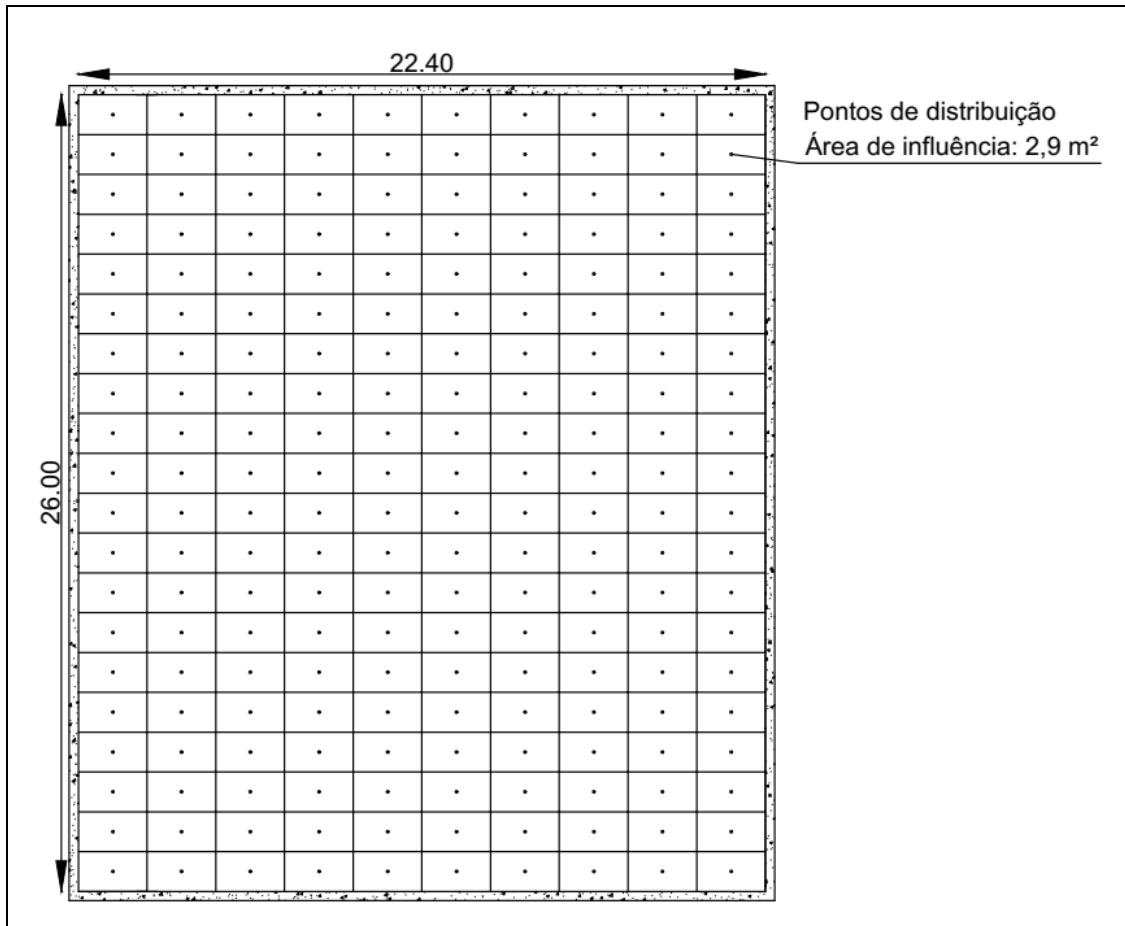 22.40
Pontos de distribuição
Área de influência: 2,9 m²
26.00